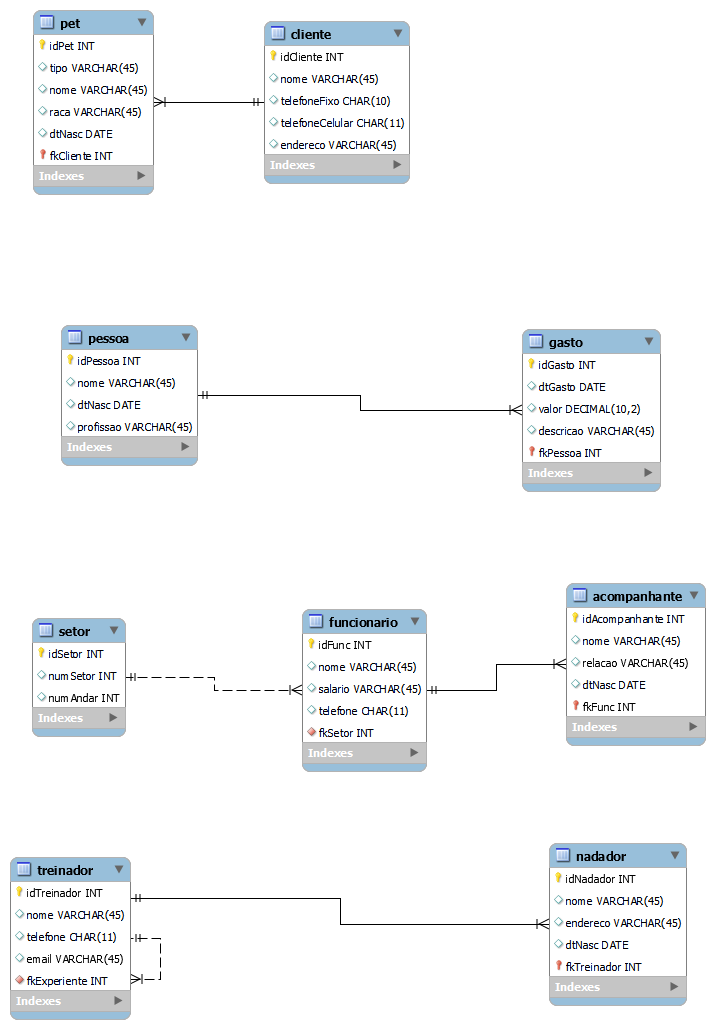 pet
idPet INT
tipo VARCHAR(45)
nome VARCHAR(45)
raca VARCHAR(45)
dtNasc DATE
fkCliente INT
Indexes
cliente
idCliente INT
nome VARCHAR(45)
telefoneFixo CHAR(10)
telefoneCelular CHAR(11)
endereco VARCHAR(45)
Indexes
pessoa
idPessoa INT
nome VARCHAR(45)
dtNasc DATE
profissao VARCHAR(45)
Indexes
gasto
idGasto INT
dtGasto DATE
valor DECIMAL(10,2)
descricao VARCHAR(45)
fkPessoa INT
Indexes
setor
idSetor INT
numSetor INT
numAndar INT
Indexes
funcionario
idFunc INT
nome VARCHAR(45)
salario VARCHAR(45)
telefone CHAR(11)
fkSetor INT
Indexes
acompanhante
idAcompanhante INT
nome VARCHAR(45)
relacao VARCHAR(45)
dtNasc DATE
fkFunc INT
Indexes
treinador
idTreinador INT
nome VARCHAR(45)
telefone CHAR(11)
email VARCHAR(45)
fkExperiente INT
Indexes
nadador
idNadador INT
nome VARCHAR(45)
endereco VARCHAR(45)
dtNasc DATE
fkTreinador INT
Indexes